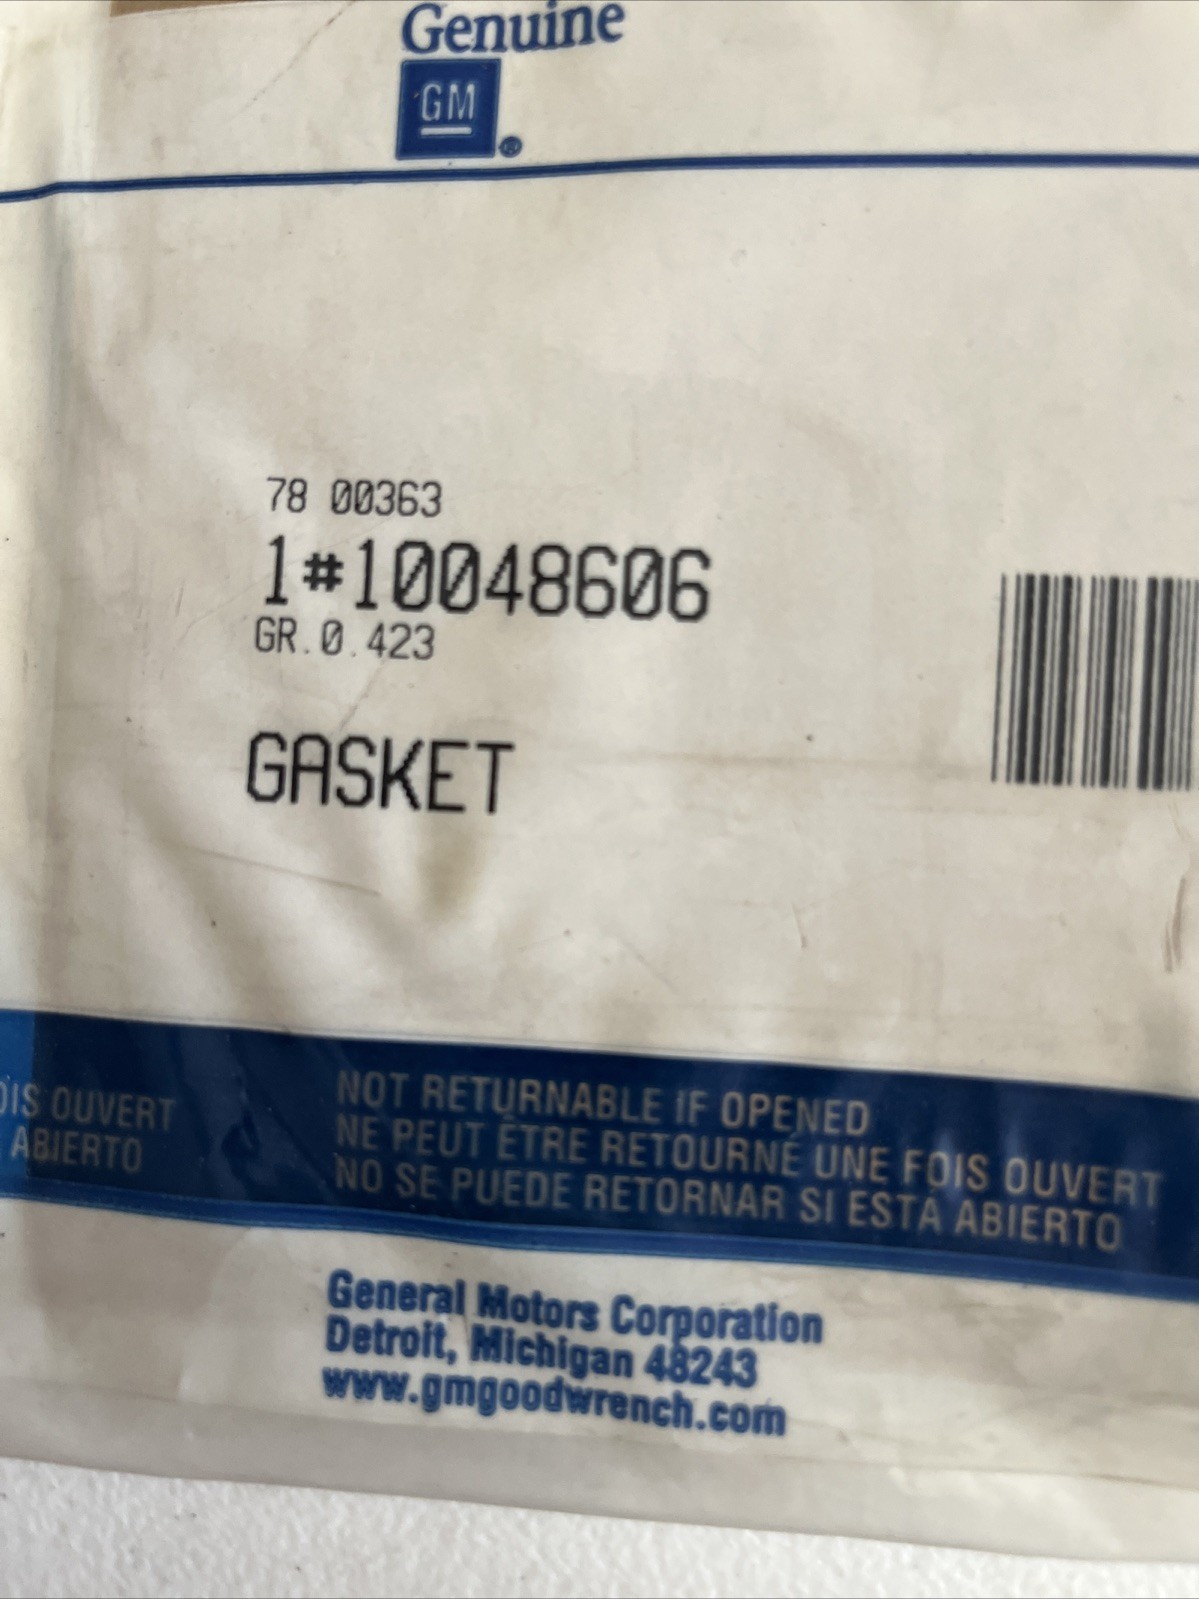 Genuine
GM
®
78 00363
1#10048606
GR.0.423
GASKET
NOT RETURNABLE IF OPENED
NE PEUT ÊTRE RETOURNÉ UNE FOIS OUVERT
NO SE PUEDE RETORNAR SI ESTÁ ABIERTO
OIS OUVERT
ABIERTO
General Motors Corporation
Detroit, Michigan 48243
www.gmgoodwrench.com